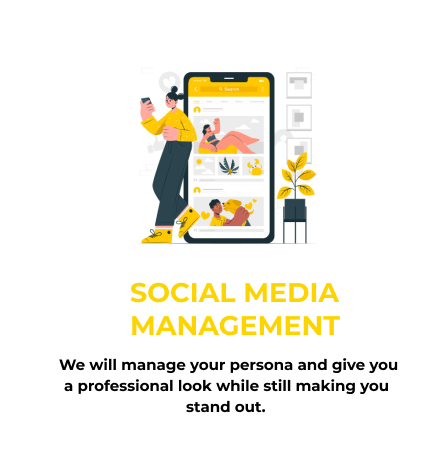 Search
SOCIAL MEDIA
MANAGEMENT
We will manage your persona and give you
a professional look while still making you
stand out.